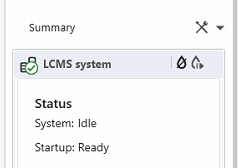 Summary
LCMS system
Status
System: Idle
Startup: Ready